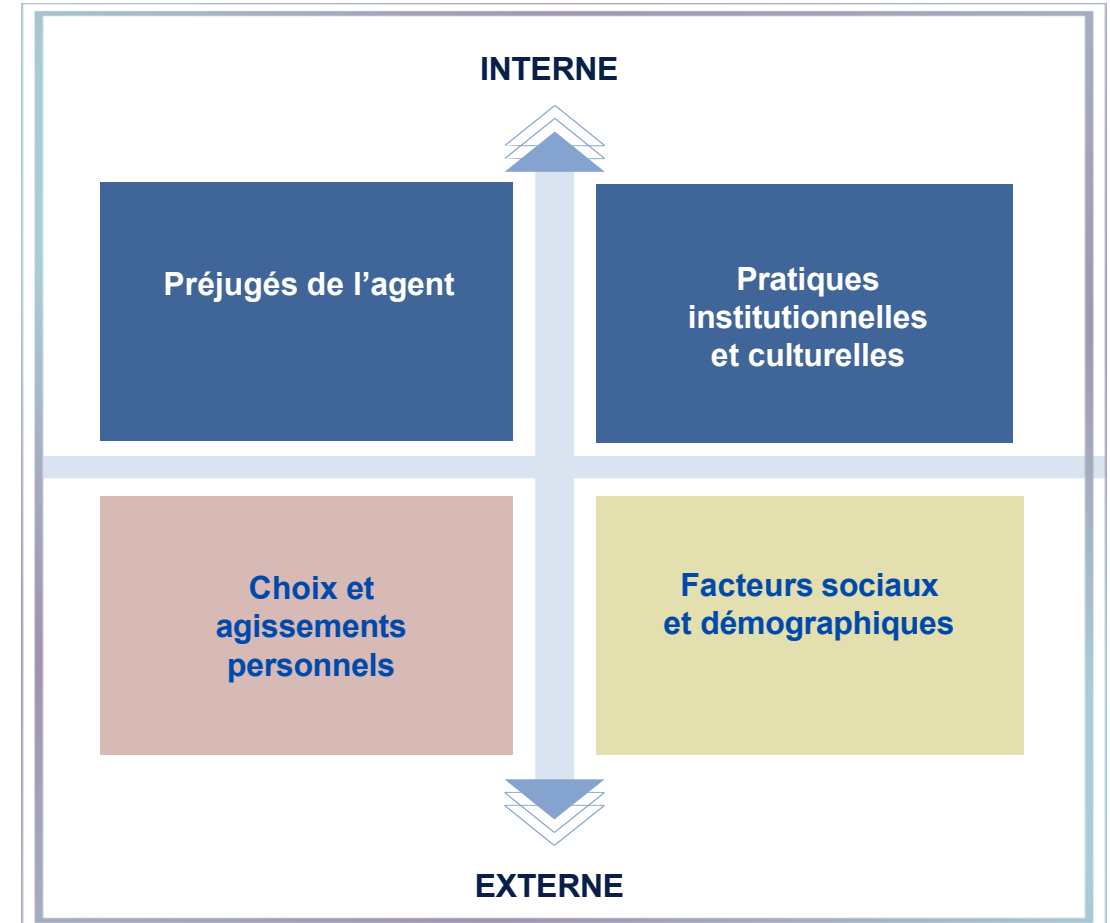 INTERNE
Préjugés de l’agent
Pratiques
institutionnelles
et culturelles
Choix et
agissements
personnels
Facteurs sociaux
et démographiques
EXTERNE